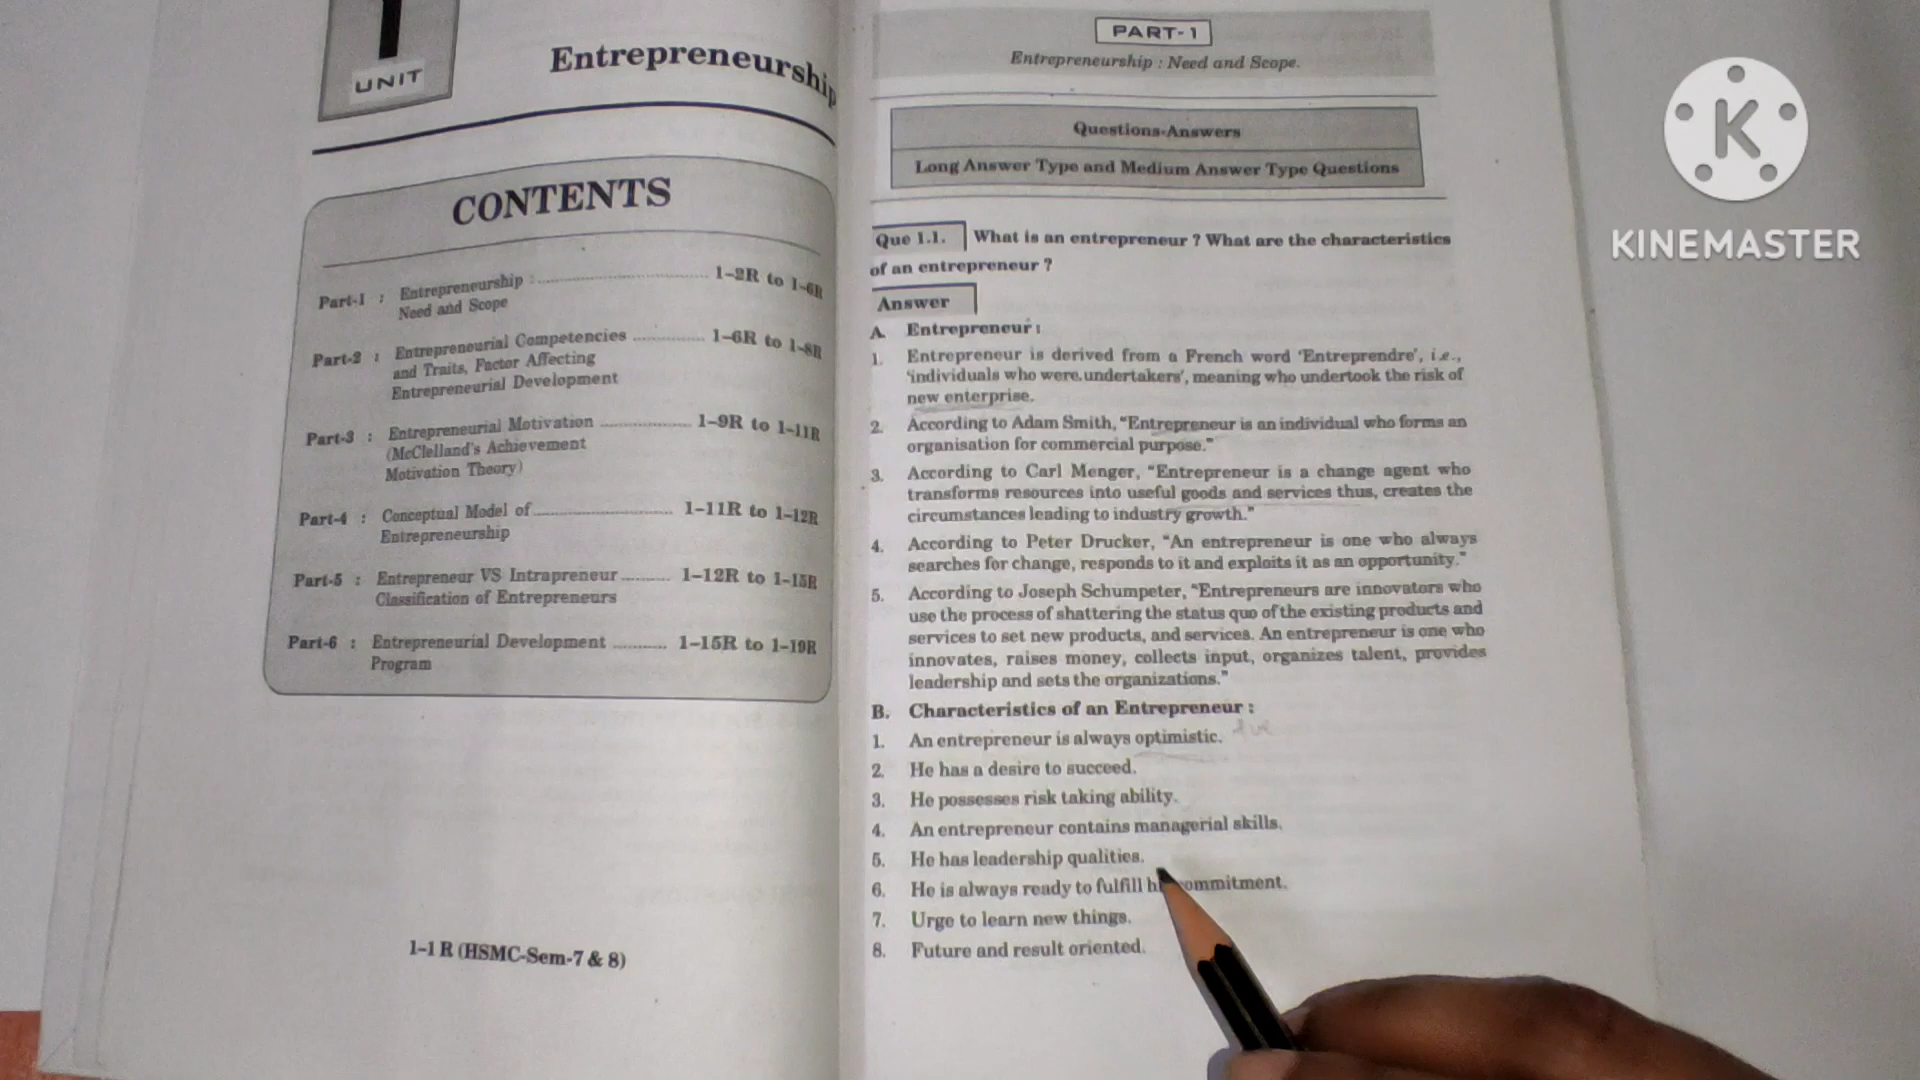 1
UNIT
Entrepreneurship
CONTENTS
Part-1 : Entrepreneurship : ........................................ 1–2R to 1–6R
Need and Scope
Part-2 : Entrepreneurial Competencies ................. 1–6R to 1–8R
and Traits, Factor Affecting
Entrepreneurial Development
Part-3 : Entrepreneurial Motivation ..................... 1–9R to 1–11R
(McClelland's Achievement
Motivation Theory)
Part-4 : Conceptual Model of ................................ 1–11R to 1–12R
Entrepreneurship
Part-5 : Entrepreneur VS Intrapreneur .......... 1–12R to 1–15R
Classification of Entrepreneurs
Part-6 : Entrepreneurial Development ........... 1–15R to 1–19R
Program
1–1 R (HSMC-Sem-7 & 8)
PART-1
Entrepreneurship : Need and Scope.
Questions-Answers
Long Answer Type and Medium Answer Type Questions
Que 1.1. What is an entrepreneur ? What are the characteristics
of an entrepreneur ?
Answer
A. Entrepreneur :
1. Entrepreneur is derived from a French word 'Entreprendre', i.e.,
'individuals who were undertakers', meaning who undertook the risk of
new enterprise.
2. According to Adam Smith, "Entrepreneur is an individual who forms an
organisation for commercial purpose."
3. According to Carl Menger, "Entrepreneur is a change agent who
transforms resources into useful goods and services thus, creates the
circumstances leading to industry growth."
4. According to Peter Drucker, "An entrepreneur is one who always
searches for change, responds to it and exploits it as an opportunity."
5. According to Joseph Schumpeter, "Entrepreneurs are innovators who
use the process of shattering the status quo of the existing products and
services to set new products, and services. An entrepreneur is one who
innovates, raises money, collects input, organizes talent, provides
leadership and sets the organizations."
B. Characteristics of an Entrepreneur :
1. An entrepreneur is always optimistic.
2. He has a desire to succeed.
3. He possesses risk taking ability.
4. An entrepreneur contains managerial skills.
5. He has leadership qualities.
6. He is always ready to fulfill commitment.
7. Urge to learn new things.
8. Future and result oriented.
K
KINEMASTER